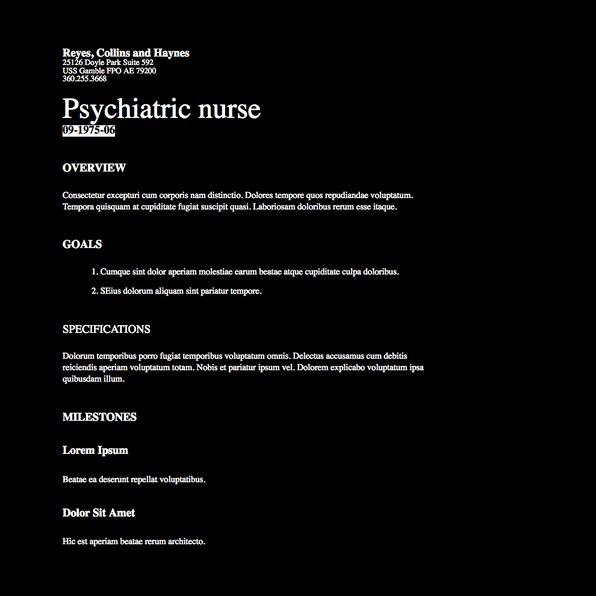 Reyes, Collins and Haynes
25126 Doyle Park Suite 592
USS Gamble FPO AE 79200
360.255.3668
Psychiatric nurse
09-1975-06
OVERVIEW
Consectetur excepturi cum corporis nam distinctio. Dolores tempore quos repudiandae voluptatum.
Tempora quisquam at cupiditate fugiat suscipit quasi. Laboriosam doloribus rerum esse itaque.
GOALS
1. Cumque sint dolor aperiam molestiae earum beatae atque cupiditate culpa doloribus.
2. SEius dolorum aliquam sint pariatur tempore.
SPECIFICATIONS
Dolorum temporibus porro fugiat temporibus voluptatum omnis. Delectus accusamus cum debitis
reiciendis aperiam voluptatum totam. Nobis et pariatur ipsum vel. Dolorem explicabo voluptatum ipsa
quibusdam illum.
MILESTONES
Lorem Ipsum
Beatae ea deserunt repellat voluptatibus.
Dolor Sit Amet
Hic est aperiam beatae rerum architecto.